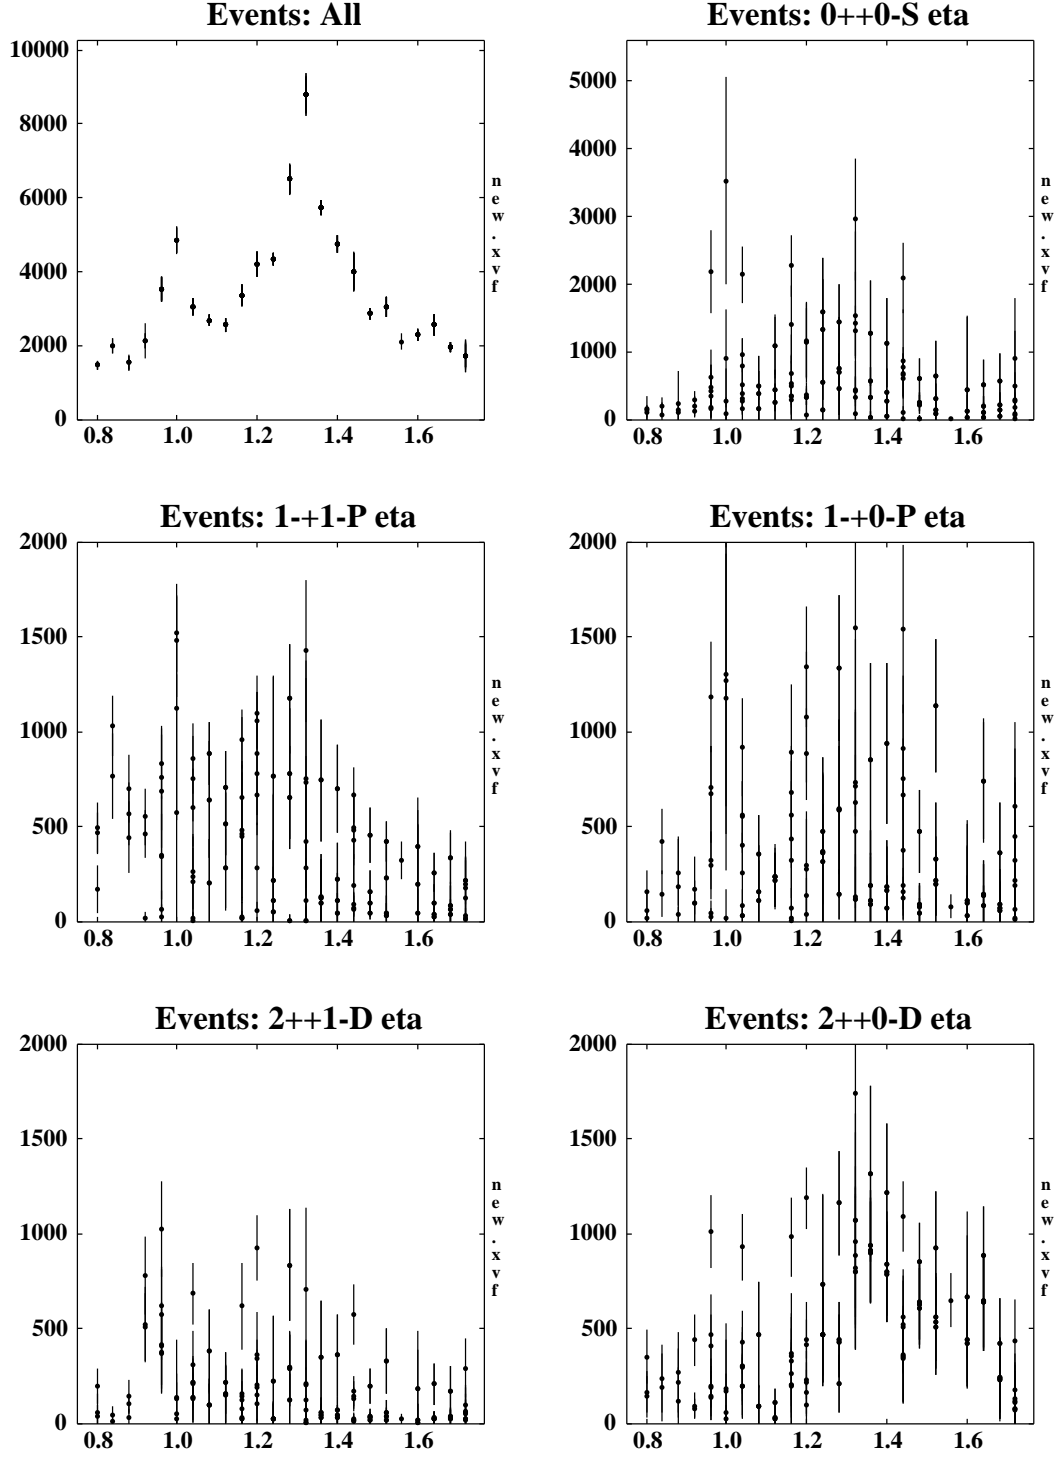 Events: All
10000
8000
6000
4000
2000
0
0.8 1.0 1.2 1.4 1.6
new.xvf
Events: 0++0-S eta
5000
4000
3000
2000
1000
0
0.8 1.0 1.2 1.4 1.6
new.xvf
Events: 1-+1-P eta
2000
1500
1000
500
0
0.8 1.0 1.2 1.4 1.6
new.xvf
Events: 1-+0-P eta
2000
1500
1000
500
0
0.8 1.0 1.2 1.4 1.6
new.xvf
Events: 2++1-D eta
2000
1500
1000
500
0
0.8 1.0 1.2 1.4 1.6
new.xvf
Events: 2++0-D eta
2000
1500
1000
500
0
0.8 1.0 1.2 1.4 1.6
new.xvf